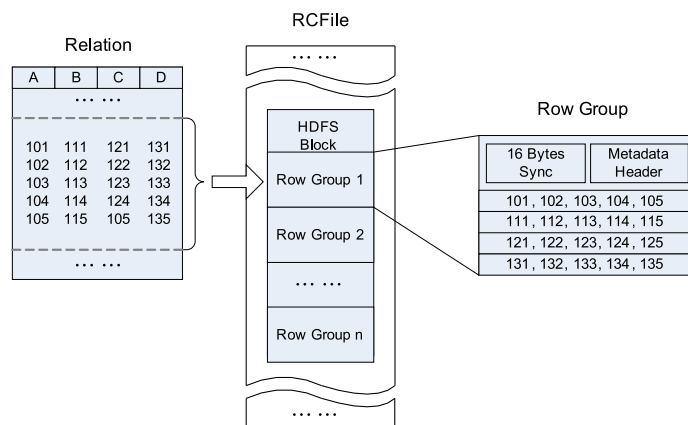 RCFile
Relation
A B C D
... ...
101 111 121 131
102 112 122 132
103 113 123 133
104 114 124 134
105 115 105 135
... ...
... ...
HDFS
Block
Row Group 1
Row Group 2
... ...
Row Group n
... ...
Row Group
16 Bytes
Sync
Metadata
Header
101, 102, 103, 104, 105
111, 112, 113, 114, 115
121, 122, 123, 124, 125
131, 132, 133, 134, 135